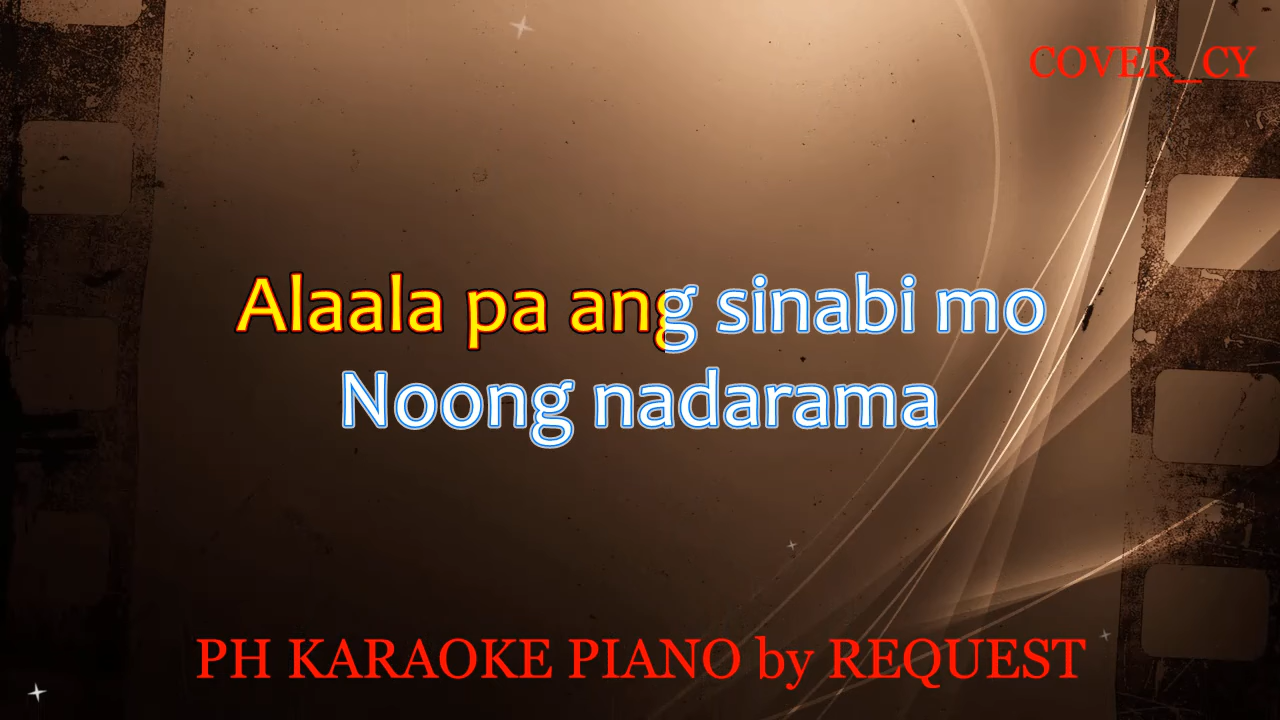 COVER_CY
Alaala pa ang sinabi mo
Noong nadarama
PH KARAOKE PIANO by REQUEST